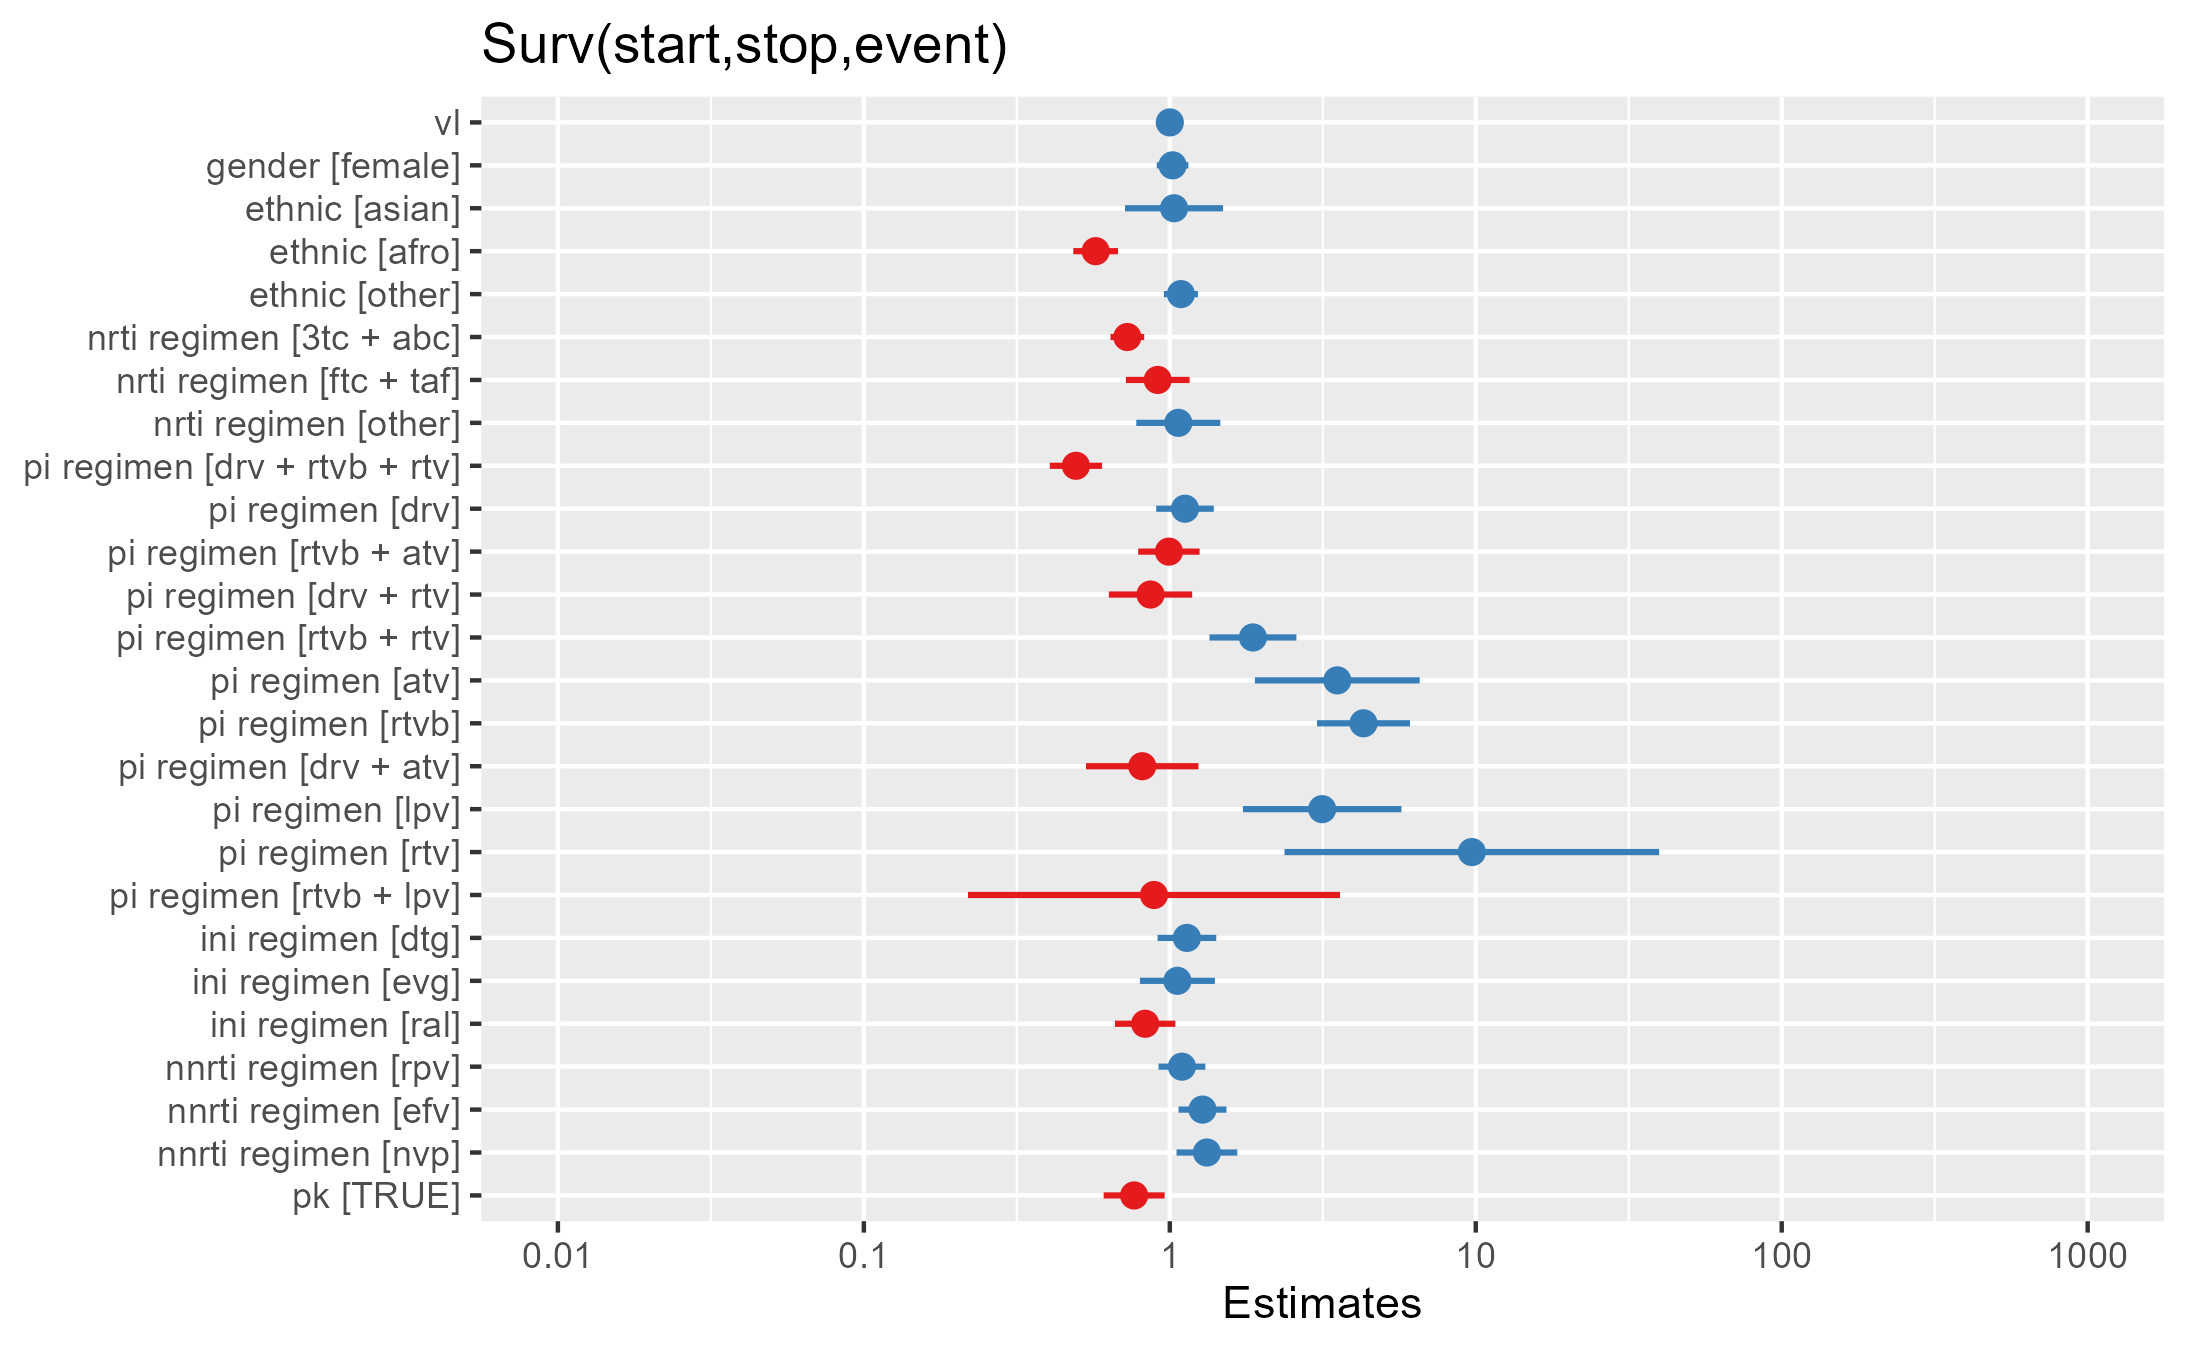 Surv(start,stop,event)
vl
gender [female]
ethnic [asian]
ethnic [afro]
ethnic [other]
nrti regimen [3tc + abc]
nrti regimen [ftc + taf]
nrti regimen [other]
pi regimen [drv + rtvb + rtv]
pi regimen [drv]
pi regimen [rtvb + atv]
pi regimen [drv + rtv]
pi regimen [rtvb + rtv]
pi regimen [atv]
pi regimen [rtvb]
pi regimen [drv + atv]
pi regimen [lpv]
pi regimen [rtv]
pi regimen [rtvb + lpv]
ini regimen [dtg]
ini regimen [evg]
ini regimen [ral]
nnrti regimen [rpv]
nnrti regimen [efv]
nnrti regimen [nvp]
pk [TRUE]
0.01 0.1 1 10 100 1000
Estimates